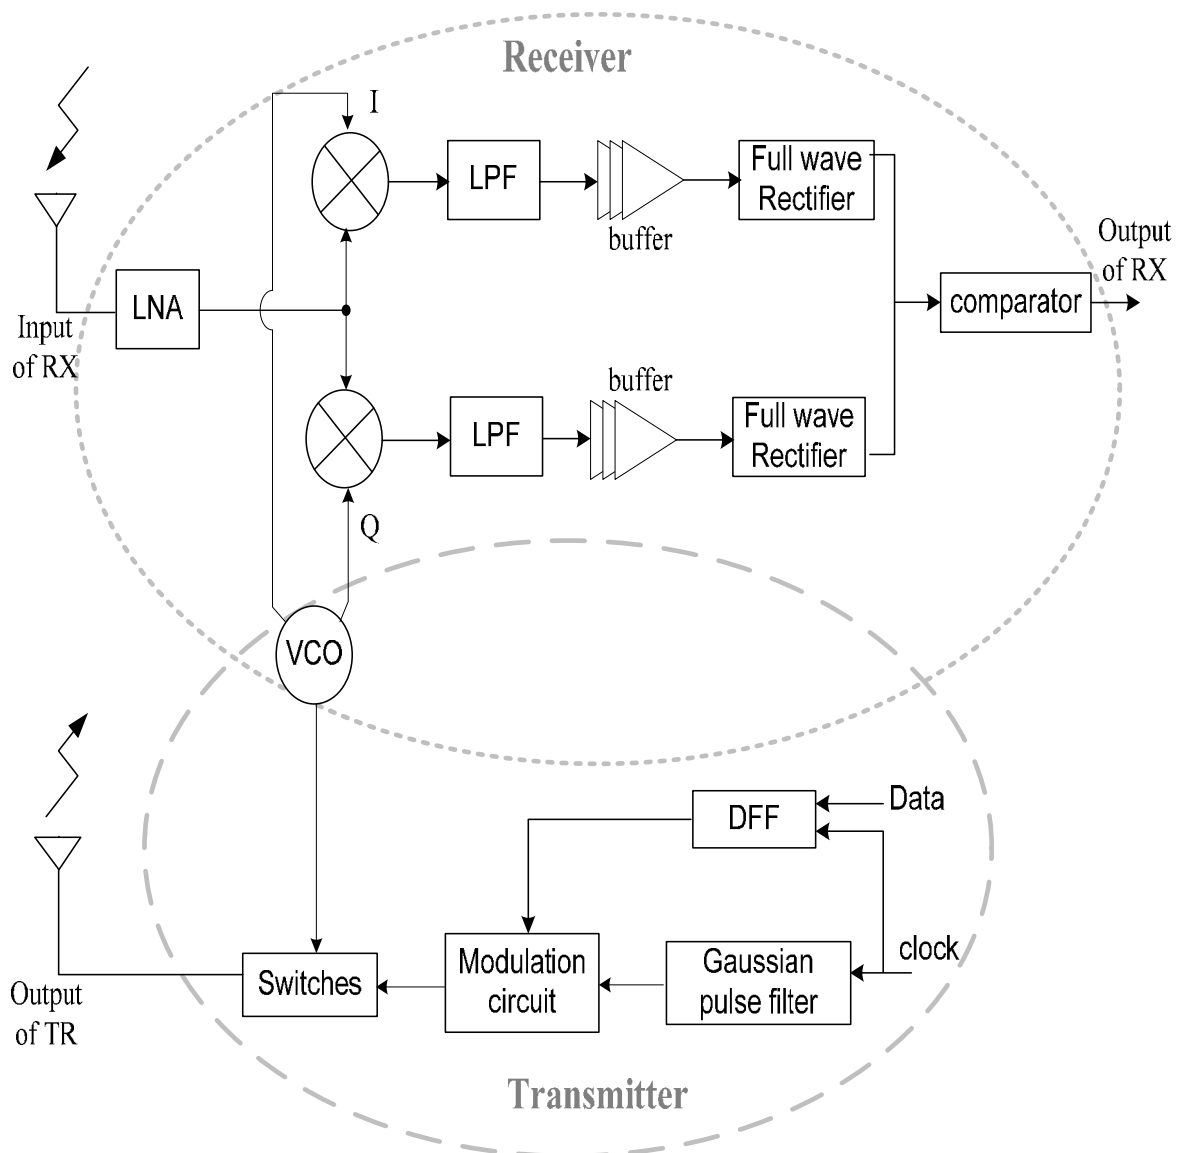 Receiver
I
LPF
Full wave
Rectifier
buffer
Output
of RX
LNA
comparator
Input
of RX
buffer
LPF
Full wave
Rectifier
Q
VCO
DFF
Data
Modulation
circuit
Gaussian
pulse filter
clock
Switches
Output
of TR
Transmitter